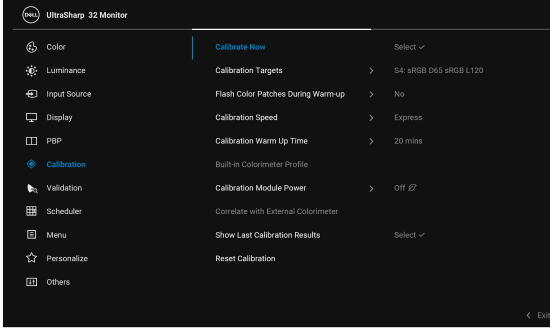 DELL UltraSharp 32 Monitor
Color
Luminance
Input Source
Display
PBP
Calibration
Validation
Scheduler
Menu
Personalize
Others
Calibrate Now Select
Calibration Targets S4: sRGB D65 sRGB L120
Flash Color Patches During Warm-up No
Calibration Speed Express
Calibration Warm Up Time 20 mins
Built-in Colorimeter Profile
Calibration Module Power Off
Correlate with External Colorimeter
Show Last Calibration Results Select
Reset Calibration
Exit